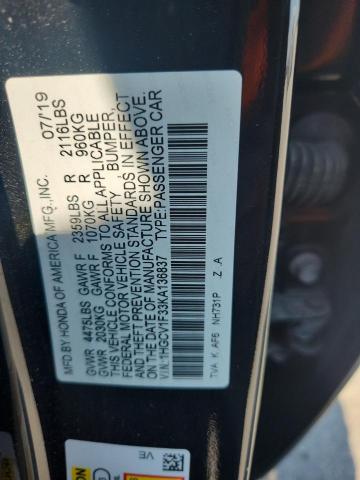 MFD. BY HONDA OF AMERICA MFG., INC. 07/19
GVWR 4475LBS GAWR F 2359LBS R 2116LBS
GVWR 2030KG GAWR F 1070KG R 960KG
THIS VEHICLE CONFORMS TO ALL APPLICABLE
FEDERAL MOTOR VEHICLE SAFETY, BUMPER,
AND THEFT PREVENTION STANDARDS IN EFFECT
ON THE DATE OF MANUFACTURE SHOWN ABOVE.
V.I.N.: 1HGCV1F33KA136837 TYPE:PASSENGER CAR
TVA K AF6 NH731P Z A
VE